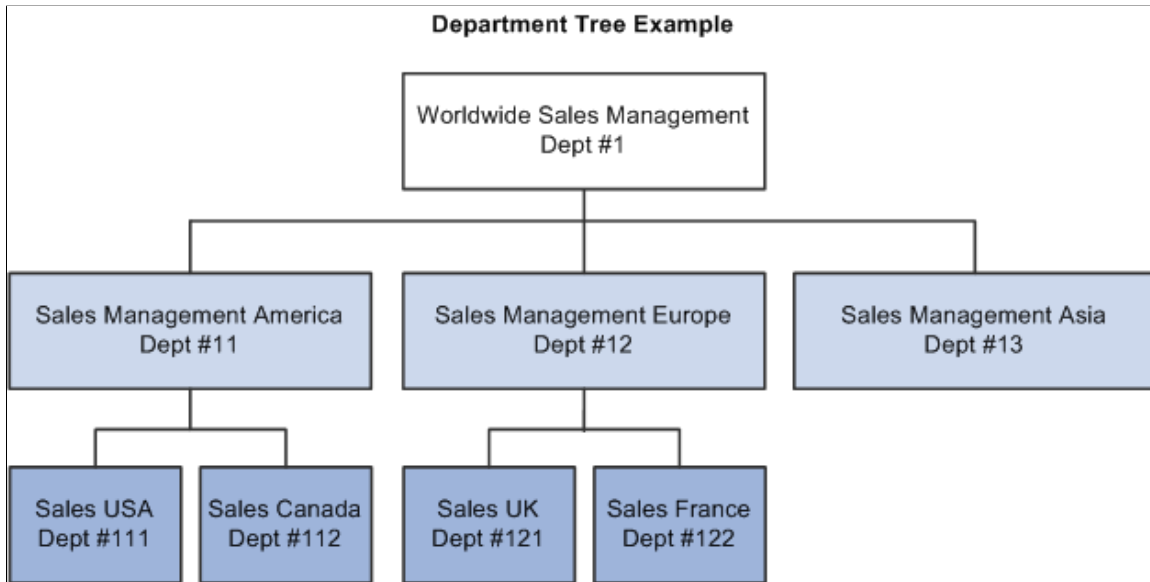 Department Tree Example
Worldwide Sales Management
Dept #1
Sales Management America
Dept #11
Sales Management Europe
Dept #12
Sales Management Asia
Dept #13
Sales USA
Dept #111
Sales Canada
Dept #112
Sales UK
Dept #121
Sales France
Dept #122